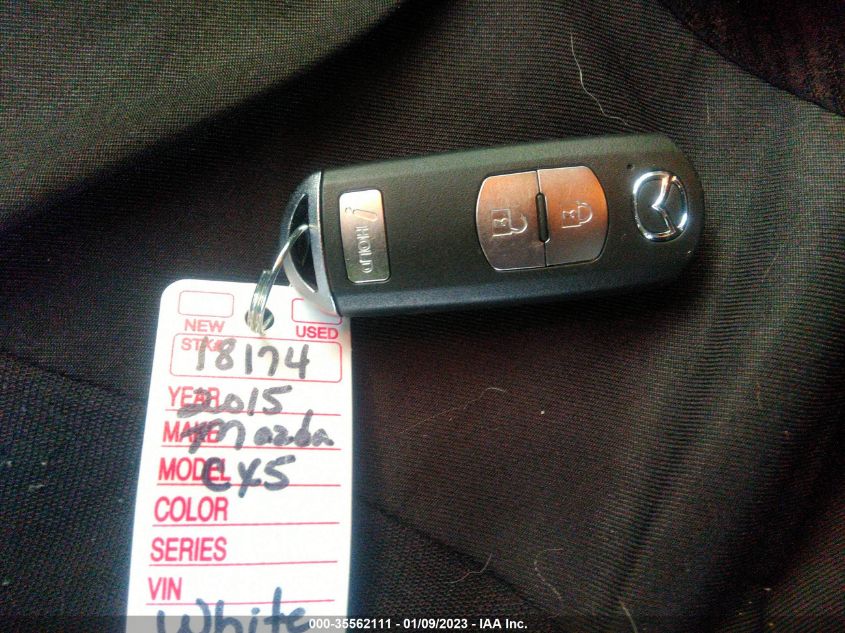 HOLD
NEW USED
STK# 18174
YEAR 2015
MAKE Mazda
MODEL CX5
COLOR
SERIES
VIN
White
000-35562111 - 01/09/2023 - IAA Inc.